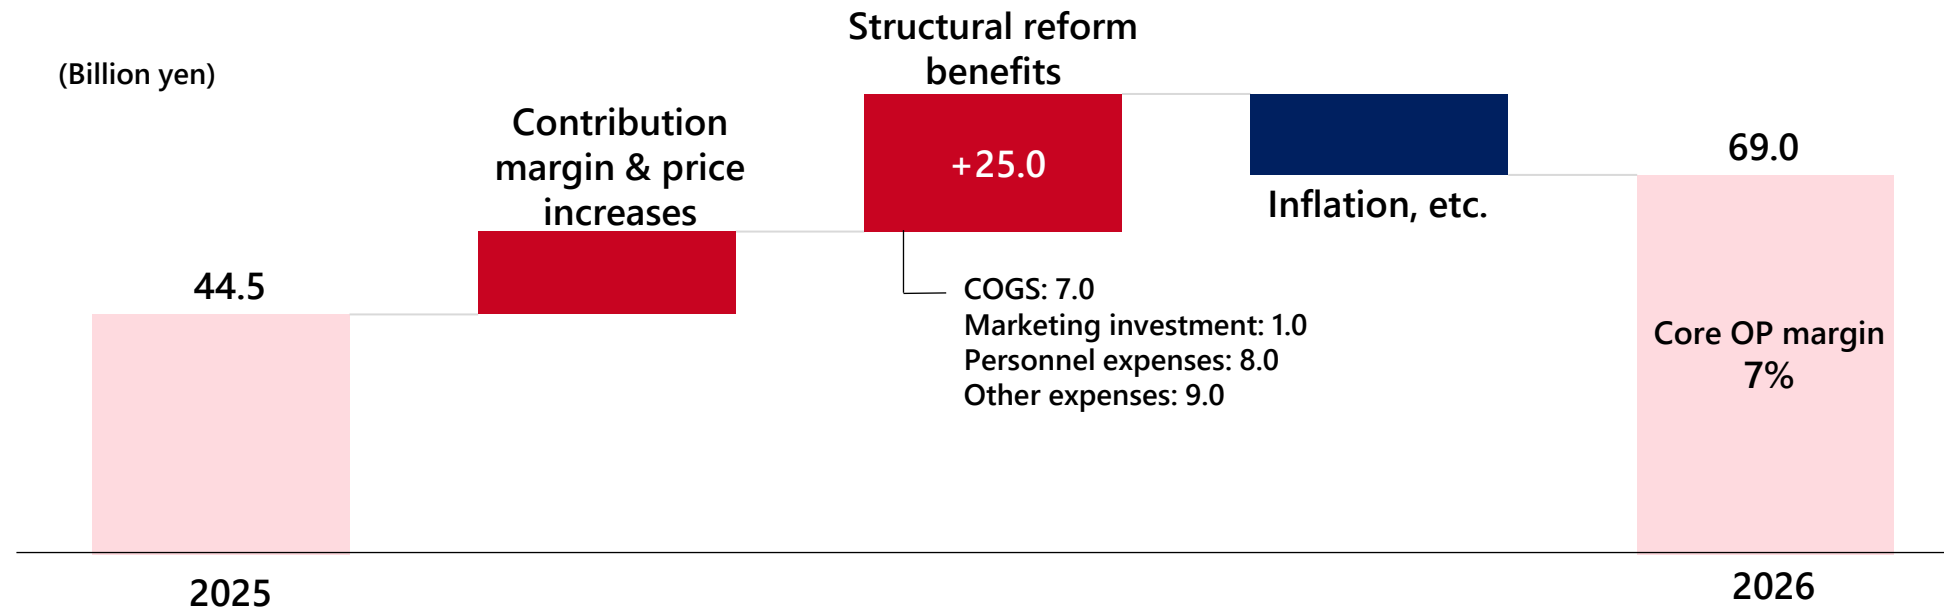 (Billion yen)
44.5
2025
Contribution
margin & price
increases
Structural reform
benefits
+25.0
COGS: 7.0
Marketing investment: 1.0
Personnel expenses: 8.0
Other expenses: 9.0
Inflation, etc.
69.0
Core OP margin
7%
2026